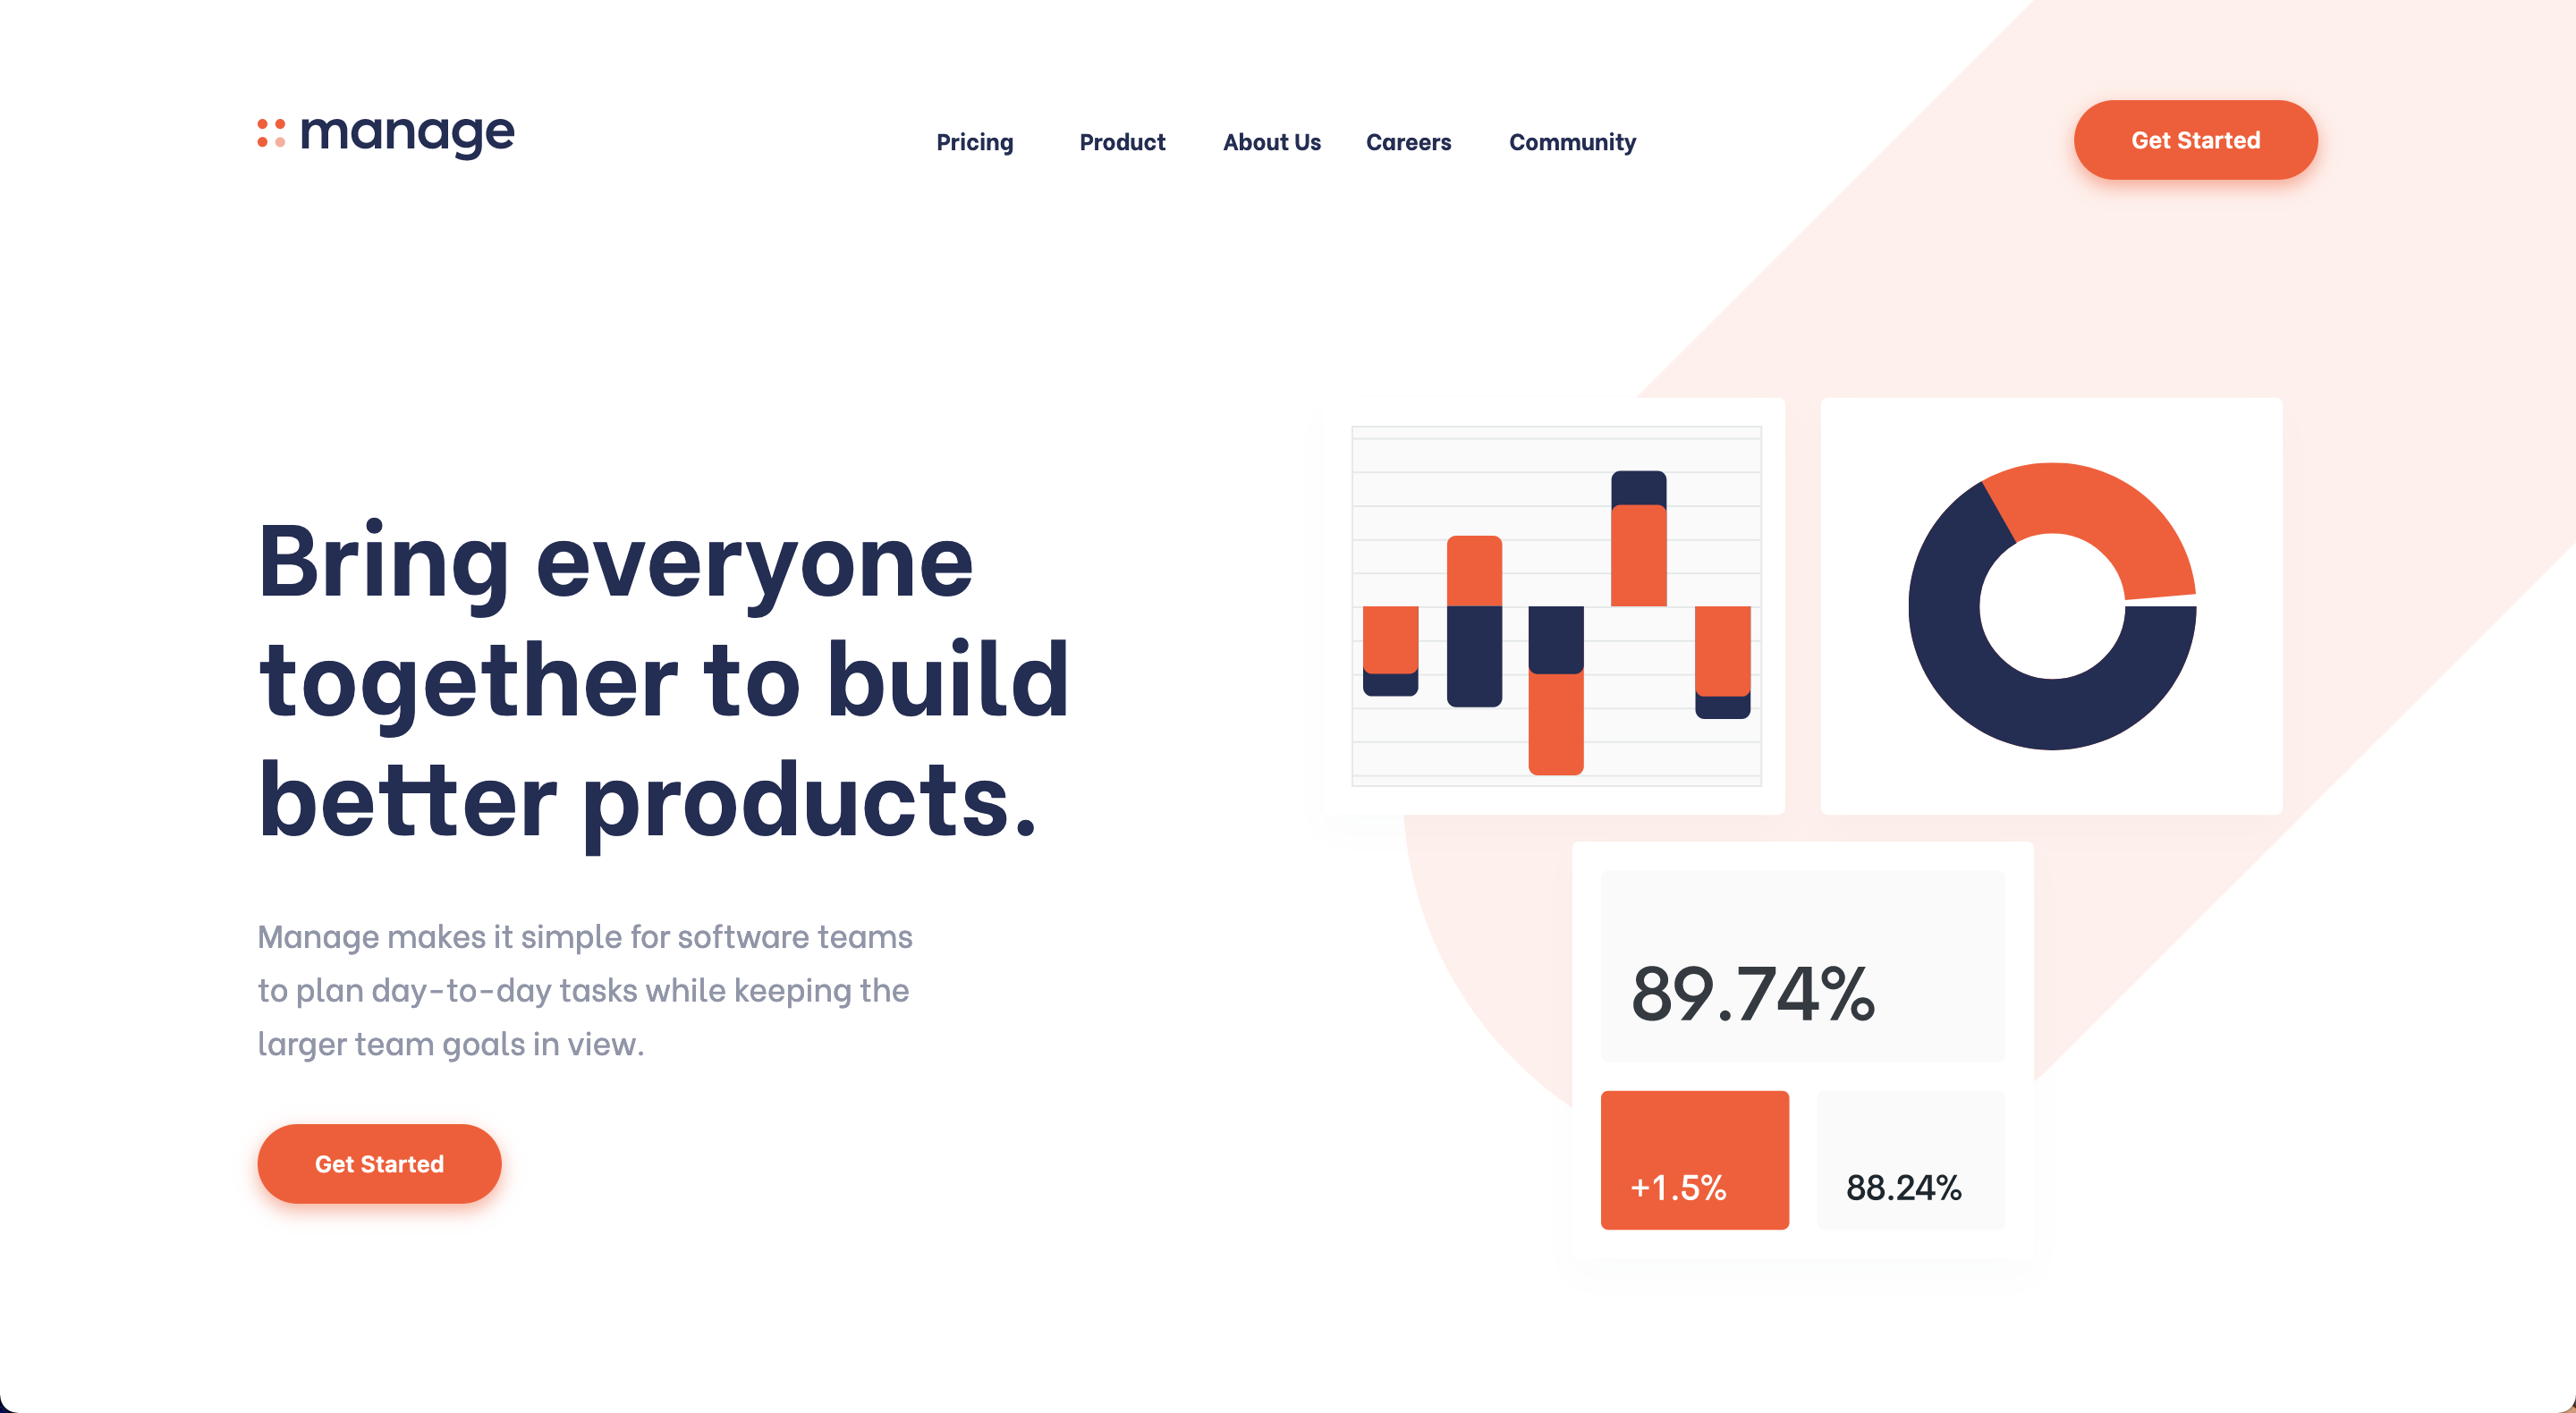 manage
Pricing Product About Us Careers Community
Get Started
Bring everyone
together to build
better products.
Manage makes it simple for software teams
to plan day-to-day tasks while keeping the
larger team goals in view.
Get Started
89.74%
+1.5% 88.24%